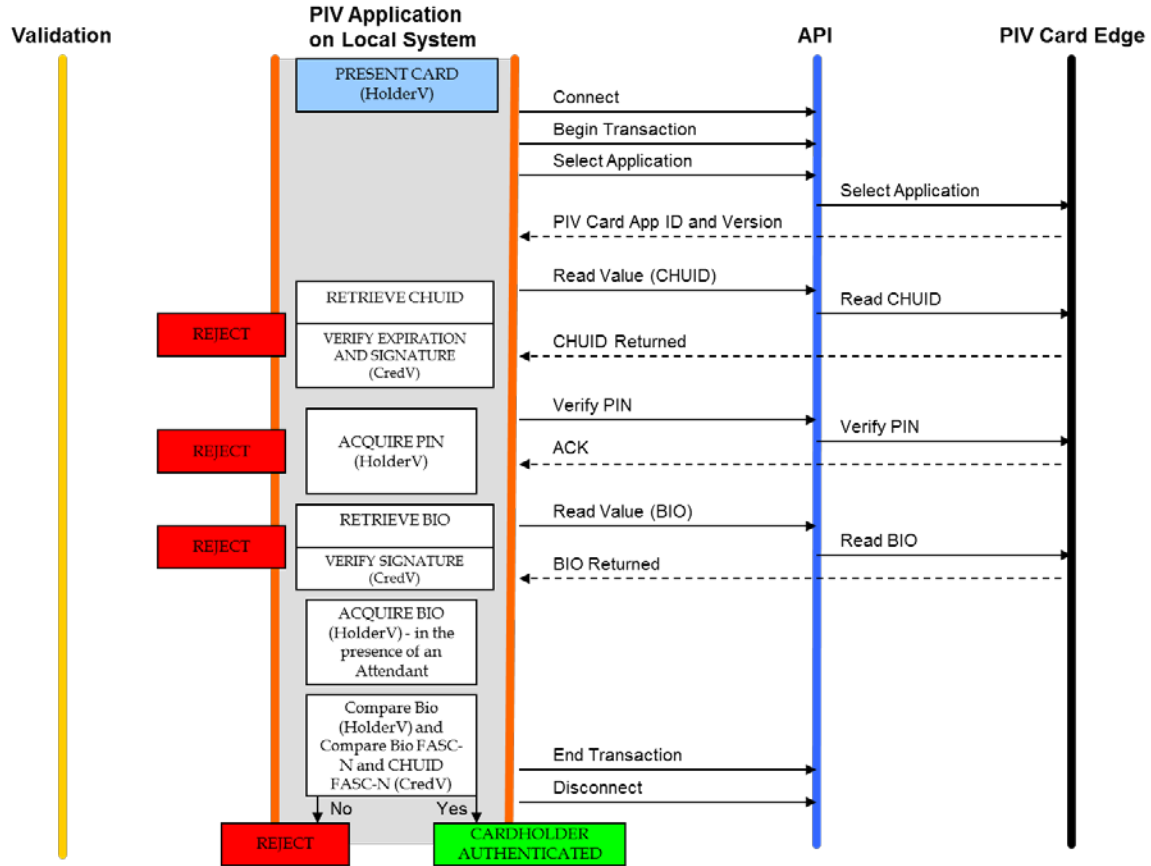 Validation
PIV Application
on Local System
API
PIV Card Edge
PRESENT CARD
(HolderV)
Connect
Begin Transaction
Select Application
Select Application
PIV Card App ID and Version
Read Value (CHUID)
RETRIEVE CHUID
Read CHUID
REJECT
VERIFY EXPIRATION
AND SIGNATURE
(CredV)
CHUID Returned
Verify PIN
Verify PIN
REJECT
ACQUIRE PIN
(HolderV)
ACK
RETRIEVE BIO
Read Value (BIO)
REJECT
Read BIO
VERIFY SIGNATURE
(CredV)
BIO Returned
ACQUIRE BIO
(HolderV) - in the
presence of an
Attendant
Compare Bio
(HolderV) and
Compare Bio FASC-
N and CHUID
FASC-N (CredV)
End Transaction
Disconnect
No
Yes
REJECT
CARDHOLDER
AUTHENTICATED